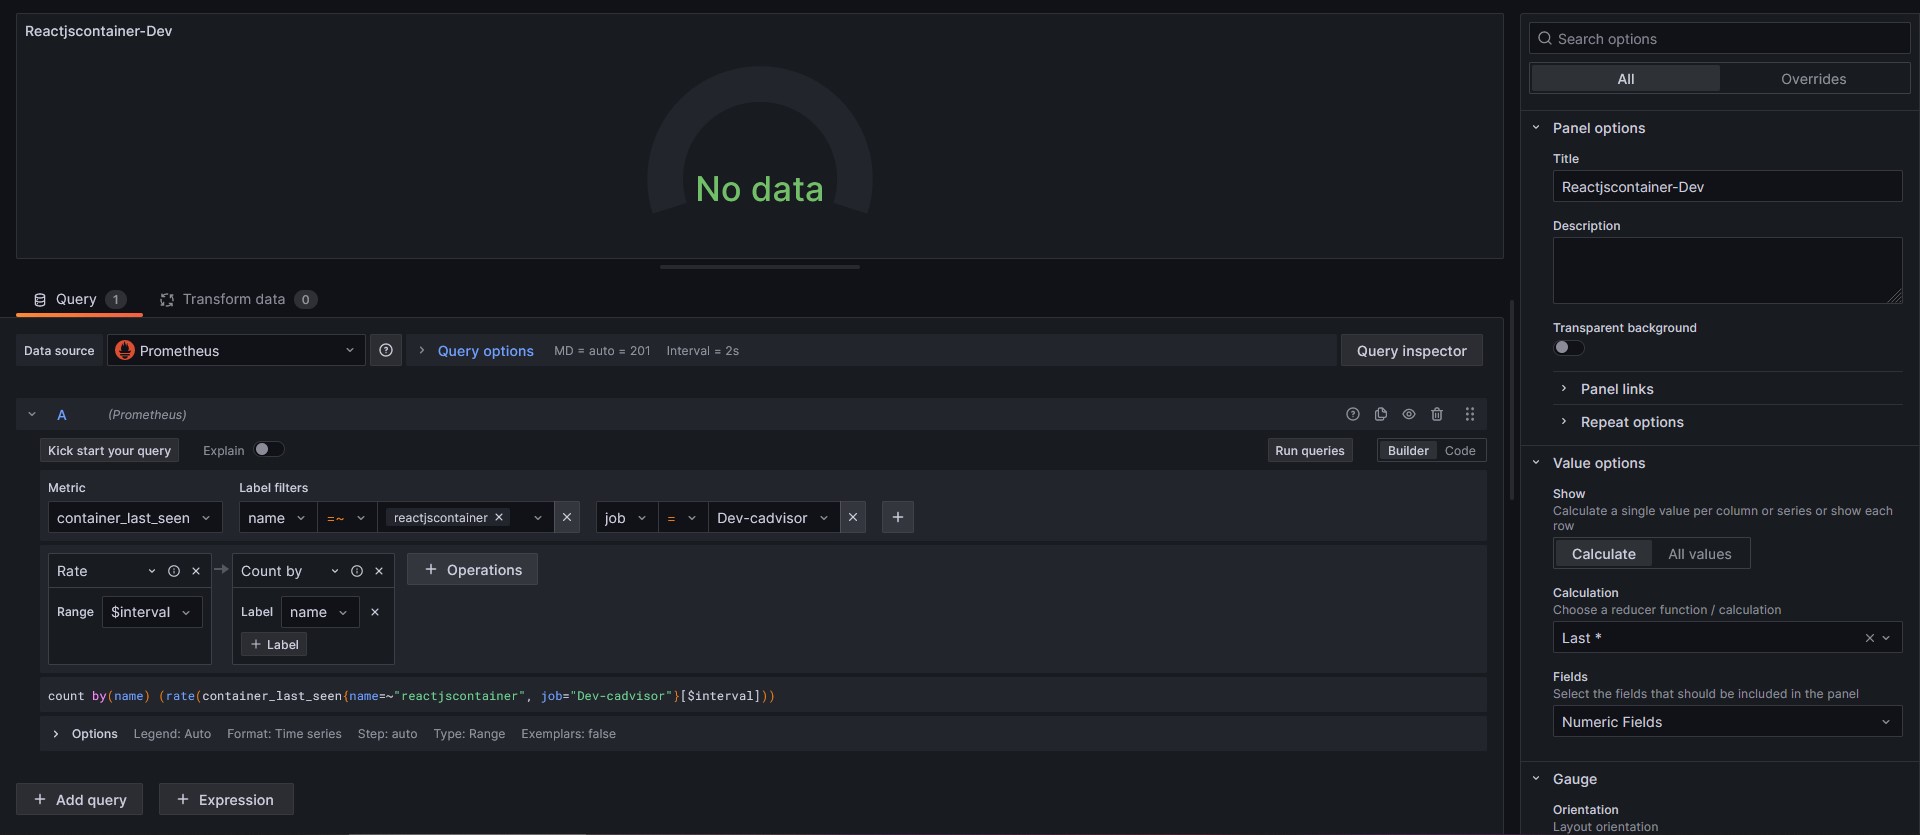 Reactjscontainer-Dev
No data
Query 1
Transform data 0
Data source
Prometheus
Query options
MD = auto = 201
Interval = 2s
Query inspector
A
(Prometheus)
Kick start your query
Explain
Run queries
Builder
Code
Metric
Label filters
container_last_seen
name
=~
reactjscontainer
job
=
Dev-cadvisor
Rate
Count by
Operations
Range
$interval
Label
name
Label
count by(name) (rate(container_last_seen{name=~"reactjscontainer", job="Dev-cadvisor"}[$interval]))
Options
Legend: Auto
Format: Time series
Step: auto
Type: Range
Exemplars: false
Add query
Expression
Search options
All
Overrides
Panel options
Title
Reactjscontainer-Dev
Description
Transparent background
Panel links
Repeat options
Value options
Show
Calculate a single value per column or series or show each
row
Calculate
All values
Calculation
Choose a reducer function / calculation
Last *
Fields
Select the fields that should be included in the panel
Numeric Fields
Gauge
Orientation
Layout orientation